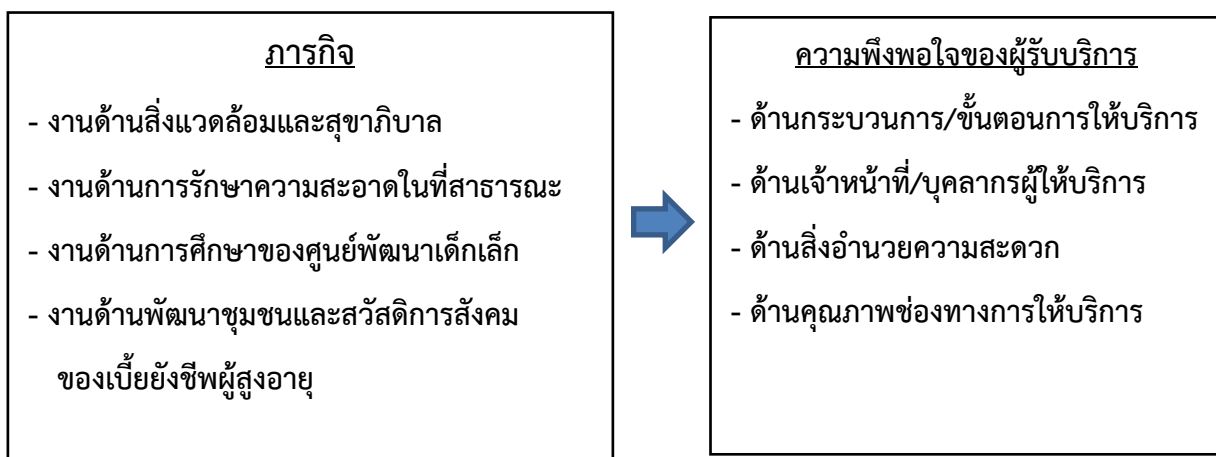 ภารกิจ
- งานด้านสิ่งแวดล้อมและสุขาภิบาล
- งานด้านการรักษาความสะอาดในที่สาธารณะ
- งานด้านการศึกษาของศูนย์พัฒนาเด็กเล็ก
- งานด้านพัฒนาชุมชนและสวัสดิการสังคม
ของเบี้ยยังชีพผู้สูงอายุ
ความพึงพอใจของผู้รับบริการ
- ด้านกระบวนการ/ขั้นตอนการให้บริการ
- ด้านเจ้าหน้าที่/บุคลากรผู้ให้บริการ
- ด้านสิ่งอำนวยความสะดวก
- ด้านคุณภาพช่องทางการให้บริการ